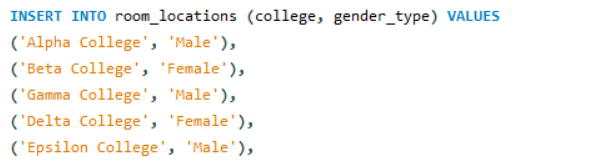 INSERT INTO room_locations (college, gender_type) VALUES
('Alpha College', 'Male'),
('Beta College', 'Female'),
('Gamma College', 'Male'),
('Delta College', 'Female'),
('Epsilon College', 'Male'),